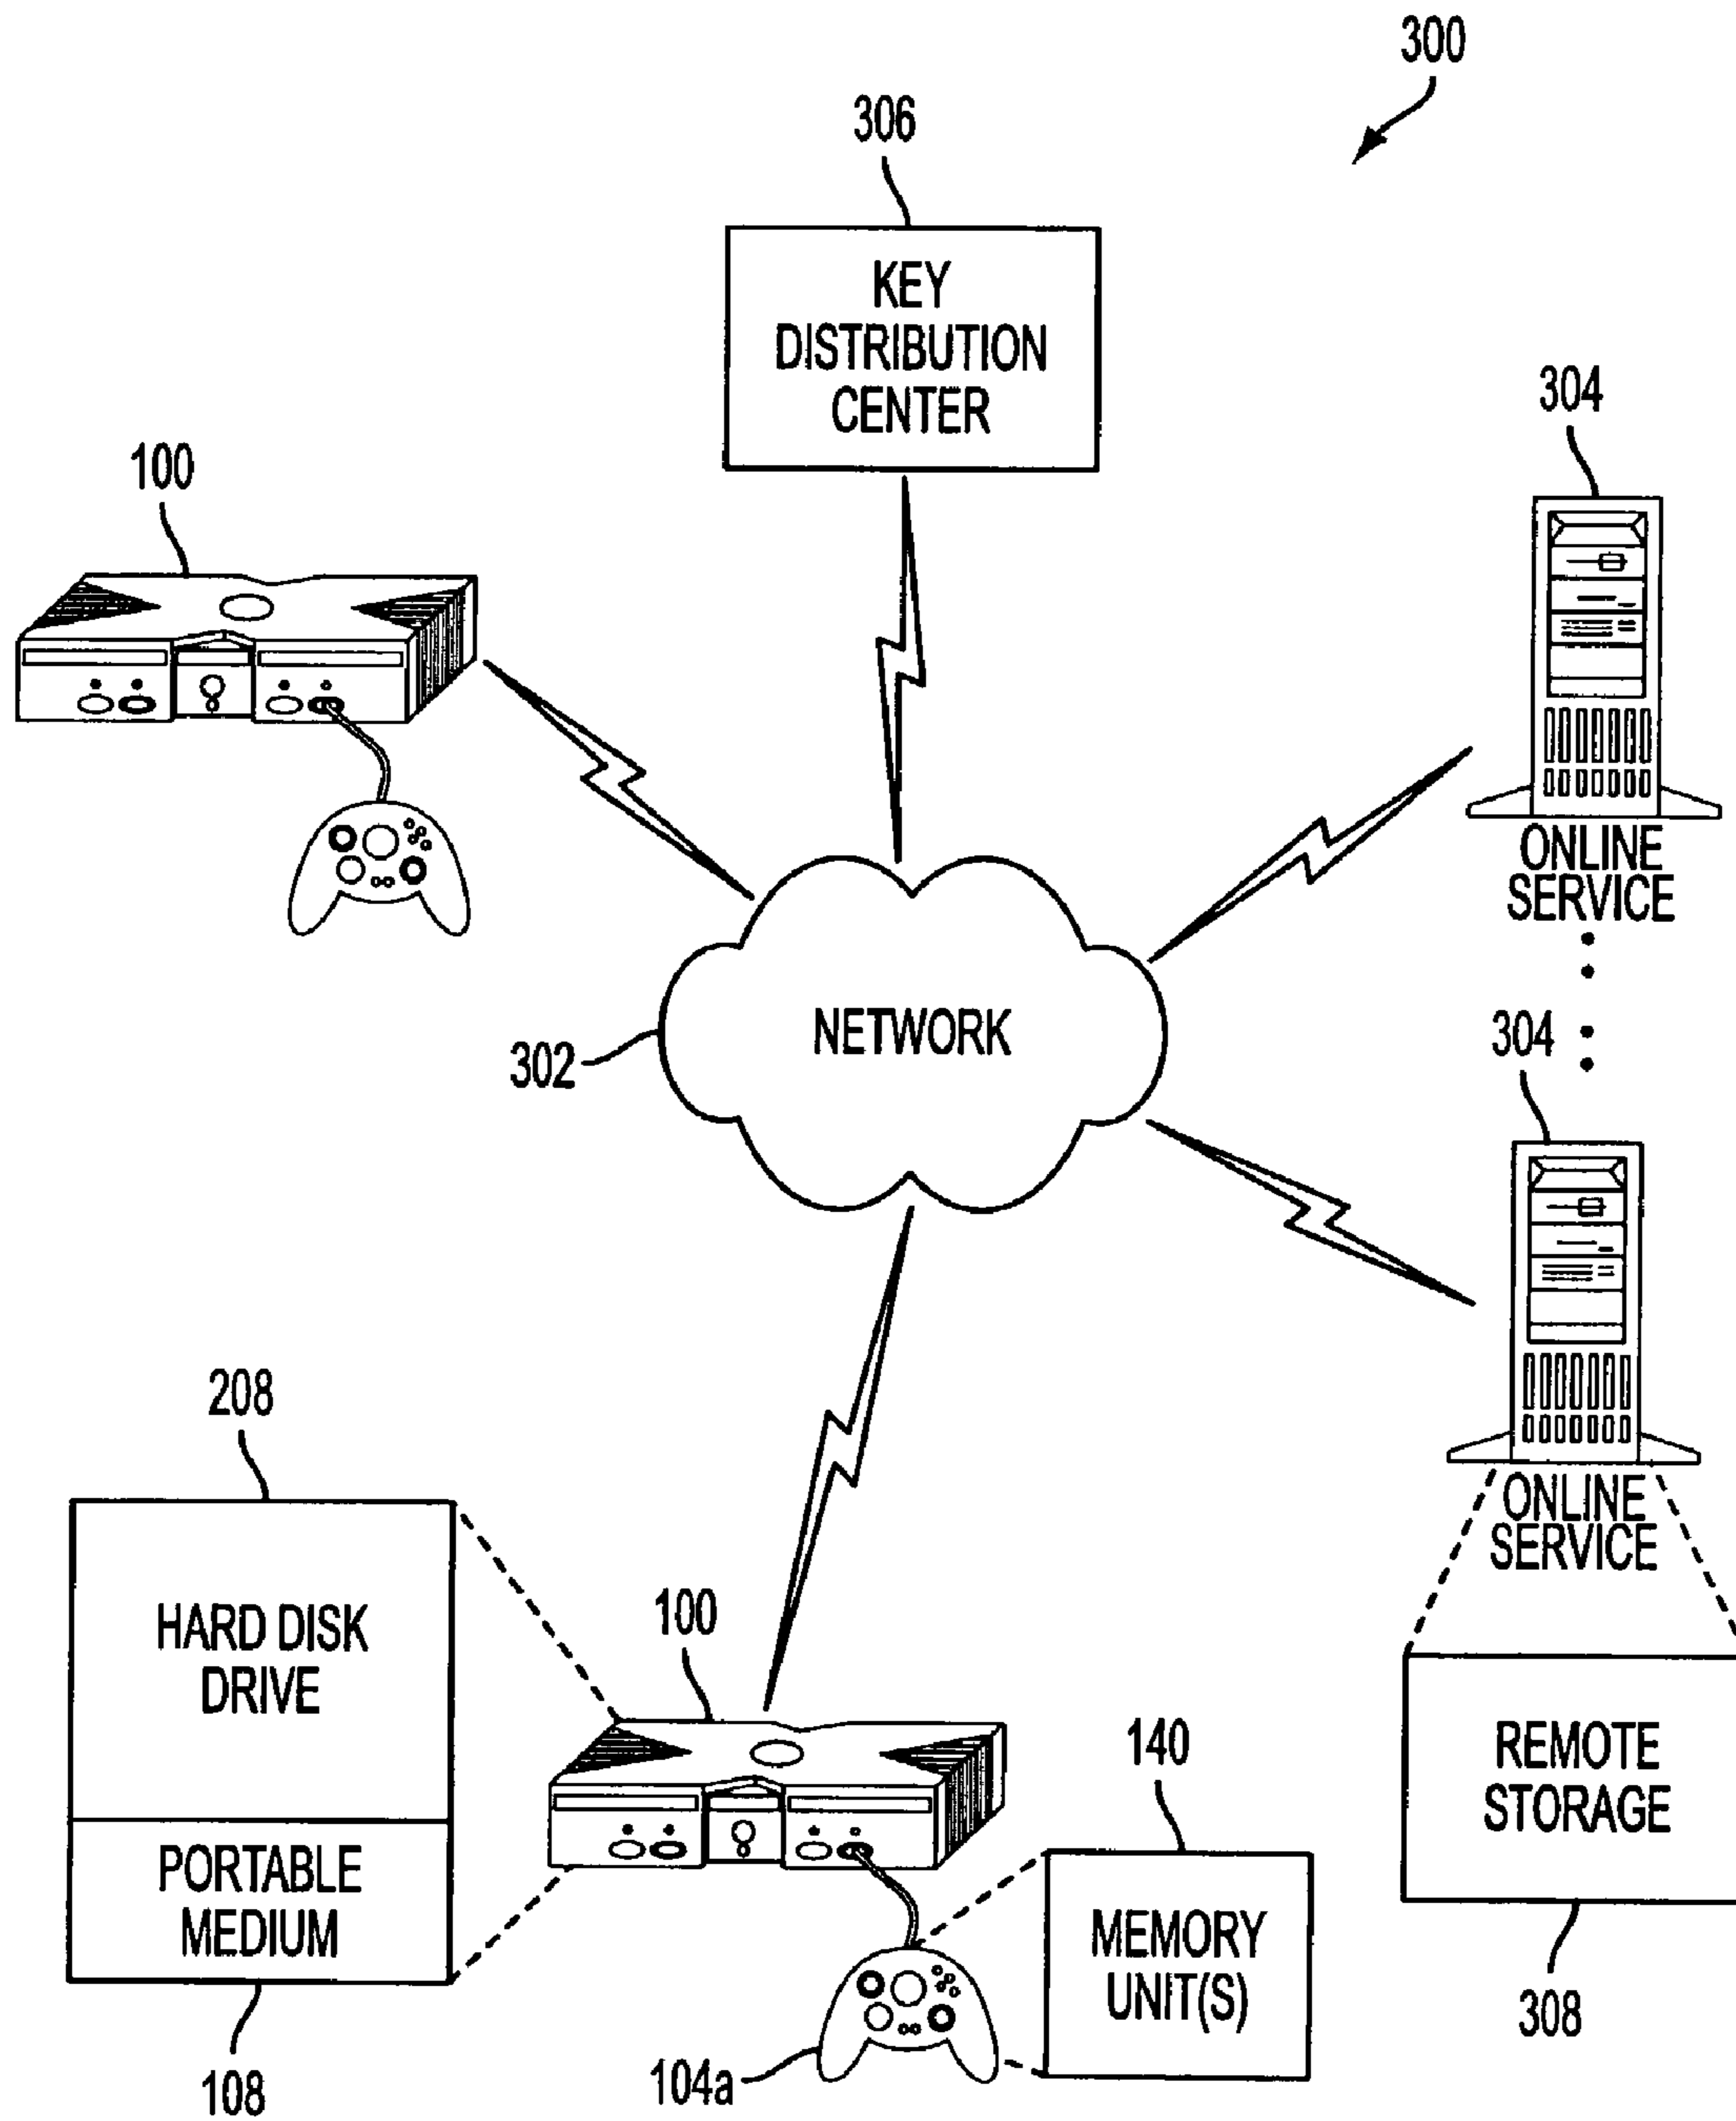 300
306
KEY
DISTRIBUTION
CENTER
304
100
ONLINE
SERVICE
NETWORK
302
304
208
ONLINE
SERVICE
HARD DISK
DRIVE
100
140
REMOTE
STORAGE
PORTABLE
MEDIUM
MEMORY
UNIT(S)
308
108
104a